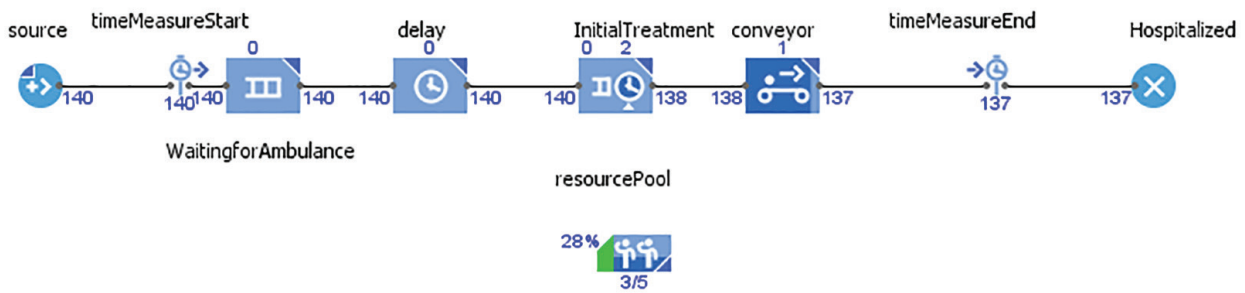 source timeMeasureStart delay InitialTreatment conveyor timeMeasureEnd Hospitalized
0 0 0 2 1
140 140 140 140 140 140 140 138 138 137 137 137
WaitingforAmbulance
resourcePool
28%
3/5